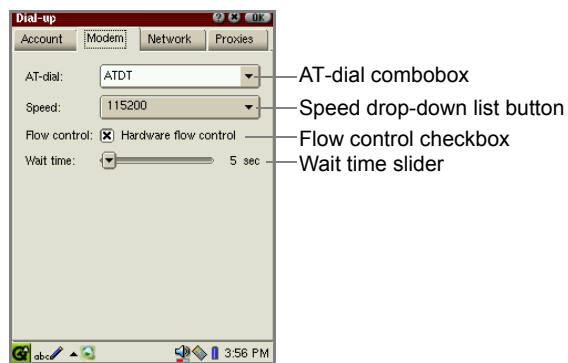 Dial-up ? OK
Account Modem Network Proxies
AT-dial: ATDT AT-dial combobox
Speed: 115200 Speed drop-down list button
Flow control: Hardware flow control Flow control checkbox
Wait time: 5 sec Wait time slider
abc 3:56 PM